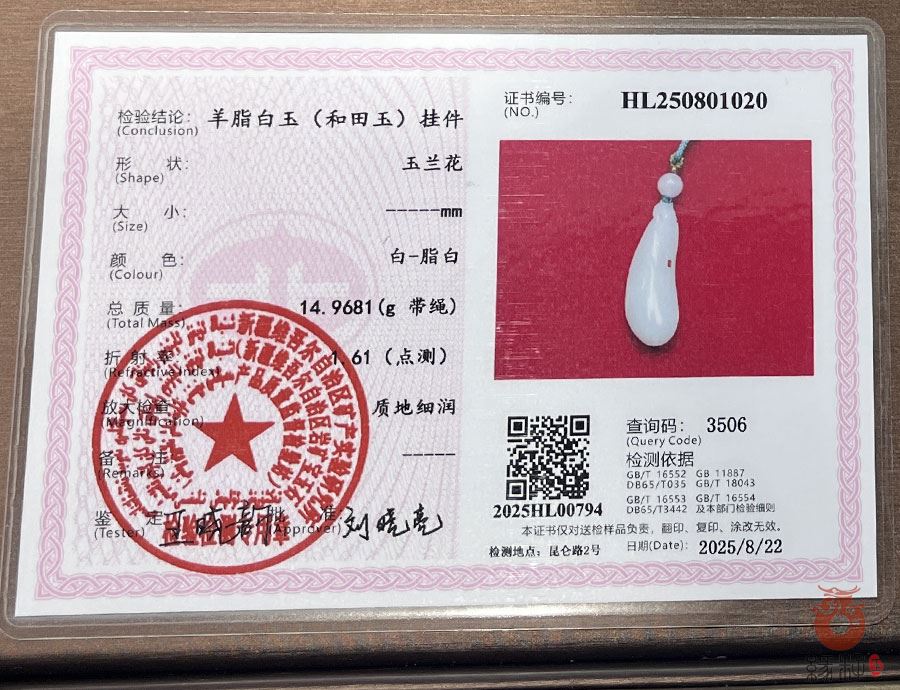 检验结论：羊脂白玉（和田玉）挂件
(Conclusion)
形 状： 玉兰花
(Shape)
大 小： -----mm
(Size)
颜 色： 白-脂白
(Colour)
总 质 量： 14.9681(g 带绳)
(Total Mass)
折 射 率 1.61 (点测)
(Refractive Index)
放大检查： 质地细润
(Magnification)
备 注： -----
(Remarks)
鉴 定
(Tester)
批 准
(Approver) 刘晓亮
证书编号： HL250801020
(NO.)
2025HL00794
查询码： 3506
(Query Code)
检测依据
GB/T 16552 GB 11887
DB65/T035 GB/T 18043
GB/T 16553 GB/T 16554
DB65/T3442 及本部门检验细则
本证书仅对送检样品负责，翻印、复印、涂改无效。
检测地点：昆仑路2号 日期(Date)： 2025/8/22